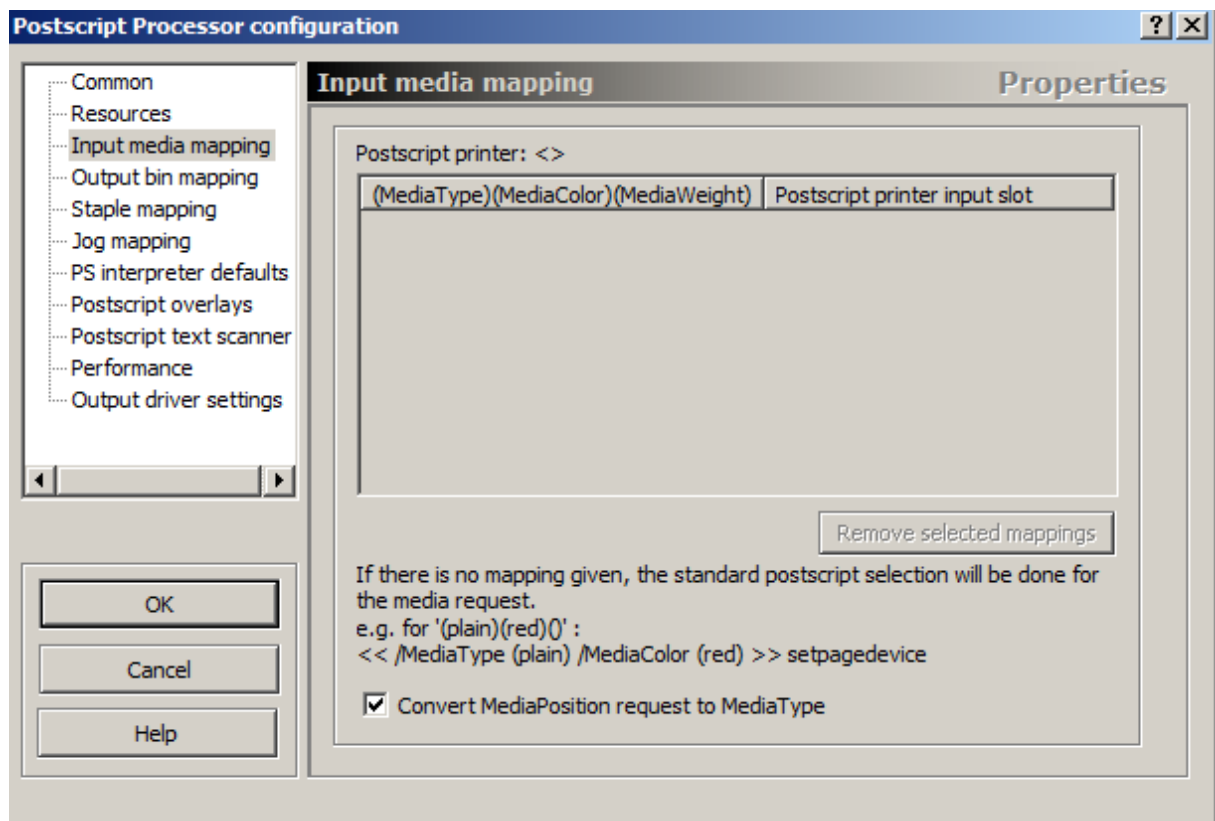 Postscript Processor configuration
Common
Resources
Input media mapping
Output bin mapping
Staple mapping
Jog mapping
PS interpreter defaults
Postscript overlays
Postscript text scanner
Performance
Output driver settings
OK
Cancel
Help
Input media mapping Properties
Postscript printer: <>
(MediaType)(MediaColor)(MediaWeight) Postscript printer input slot
Remove selected mappings
If there is no mapping given, the standard postscript selection will be done for
the media request.
e.g. for '(plain)(red)()' :
<< /MediaType (plain) /MediaColor (red) >> setpagedevice
Convert MediaPosition request to MediaType